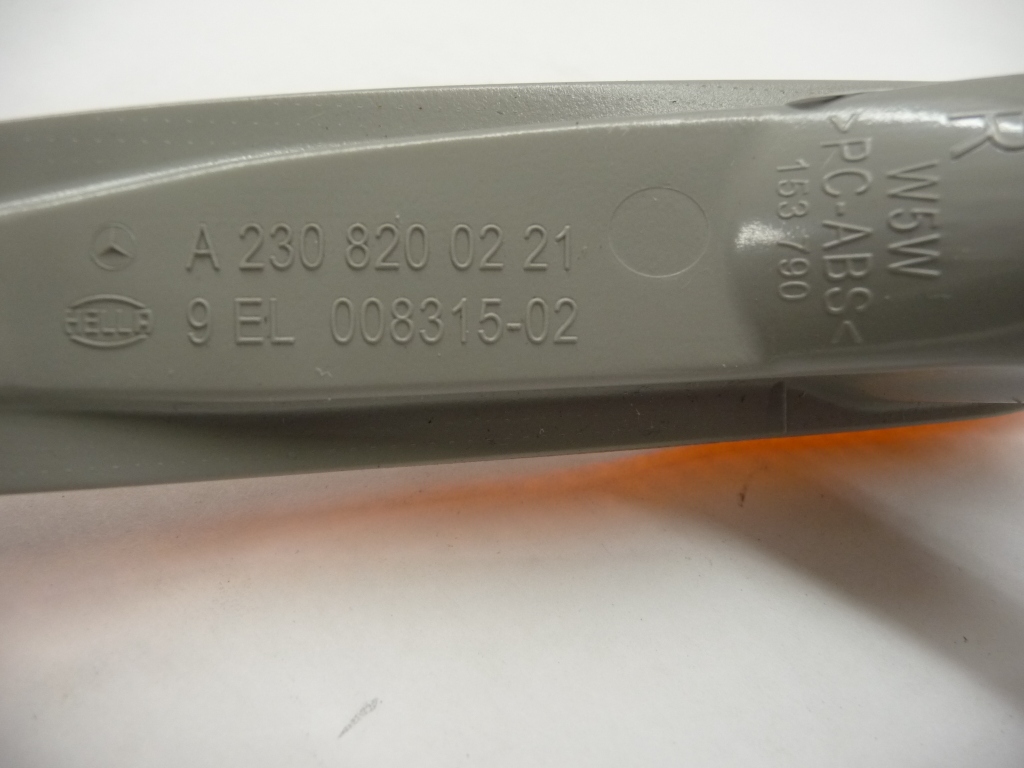 A 230 820 02 21
HELLA 9 EL 008315-02
R
W5W
>PC-ABS<
153 790